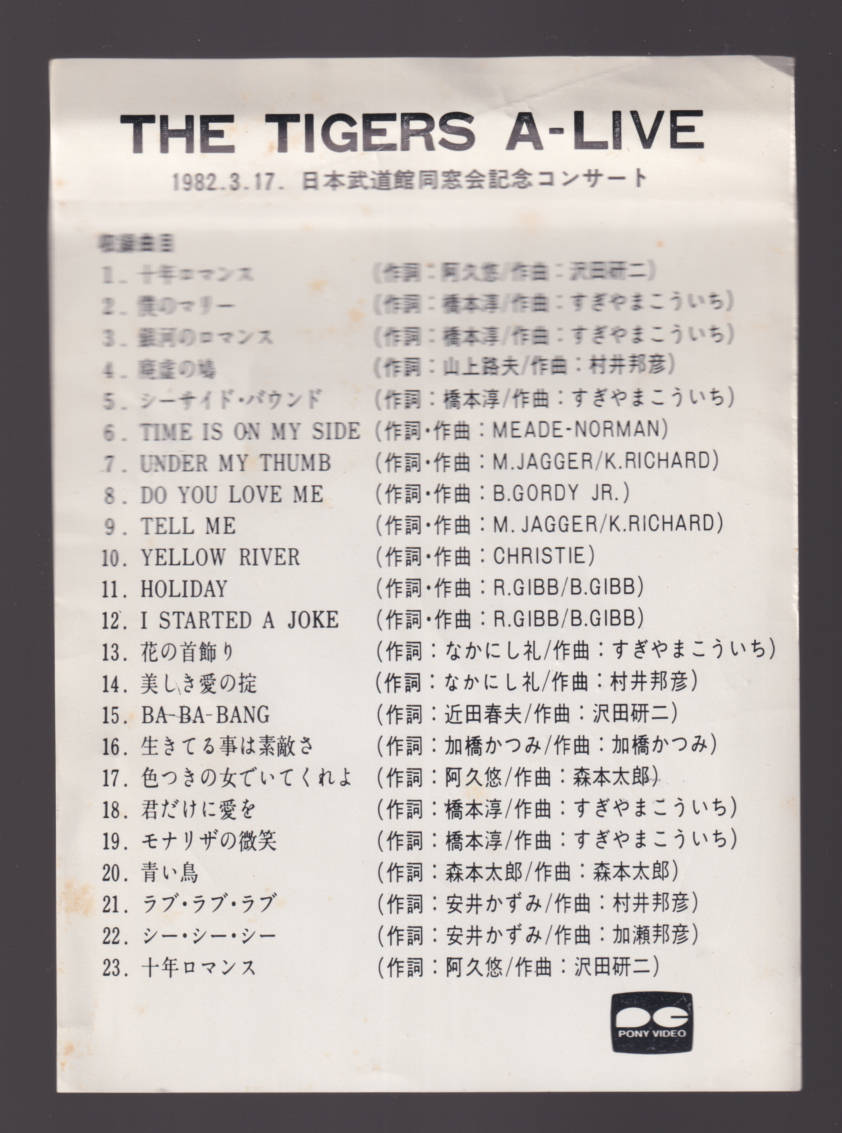 THE TIGERS A-LIVE
1982.3.17. 日本武道館同窓会記念コンサート
収録曲目
1. 十年ロマンス (作詞:阿久悠/作曲:沢田研二)
2. 僕のマリー (作詞:橋本淳/作曲:すぎやまこういち)
3. 銀河のロマンス (作詞:橋本淳/作曲:すぎやまこういち)
4. 廃虚の鳩 (作詞:山上路夫/作曲:村井邦彦)
5. シーサイド・バウンド (作詞:橋本淳/作曲:すぎやまこういち)
6. TIME IS ON MY SIDE (作詞・作曲:MEADE-NORMAN)
7. UNDER MY THUMB (作詞・作曲:M.JAGGER/K.RICHARD)
8. DO YOU LOVE ME (作詞・作曲:B.GORDY JR.)
9. TELL ME (作詞・作曲:M.JAGGER/K.RICHARD)
10. YELLOW RIVER (作詞・作曲:CHRISTIE)
11. HOLIDAY (作詞・作曲:R.GIBB/B.GIBB)
12. I STARTED A JOKE (作詞・作曲:R.GIBB/B.GIBB)
13. 花の首飾り (作詞:なかにし礼/作曲:すぎやまこういち)
14. 美しき愛の掟 (作詞:なかにし礼/作曲:村井邦彦)
15. BA-BA-BANG (作詞:近田春夫/作曲:沢田研二)
16. 生きてる事は素敵さ (作詞:加橋かつみ/作曲:加橋かつみ)
17. 色つきの女でいてくれよ (作詞:阿久悠/作曲:森本太郎)
18. 君だけに愛を (作詞:橋本淳/作曲:すぎやまこういち)
19. モナリザの微笑 (作詞:橋本淳/作曲:すぎやまこういち)
20. 青い鳥 (作詞:森本太郎/作曲:森本太郎)
21. ラブ・ラブ・ラブ (作詞:安井かずみ/作曲:村井邦彦)
22. シー・シー・シー (作詞:安井かずみ/作曲:加瀬邦彦)
23. 十年ロマンス (作詞:阿久悠/作曲:沢田研二)
PONY VIDEO